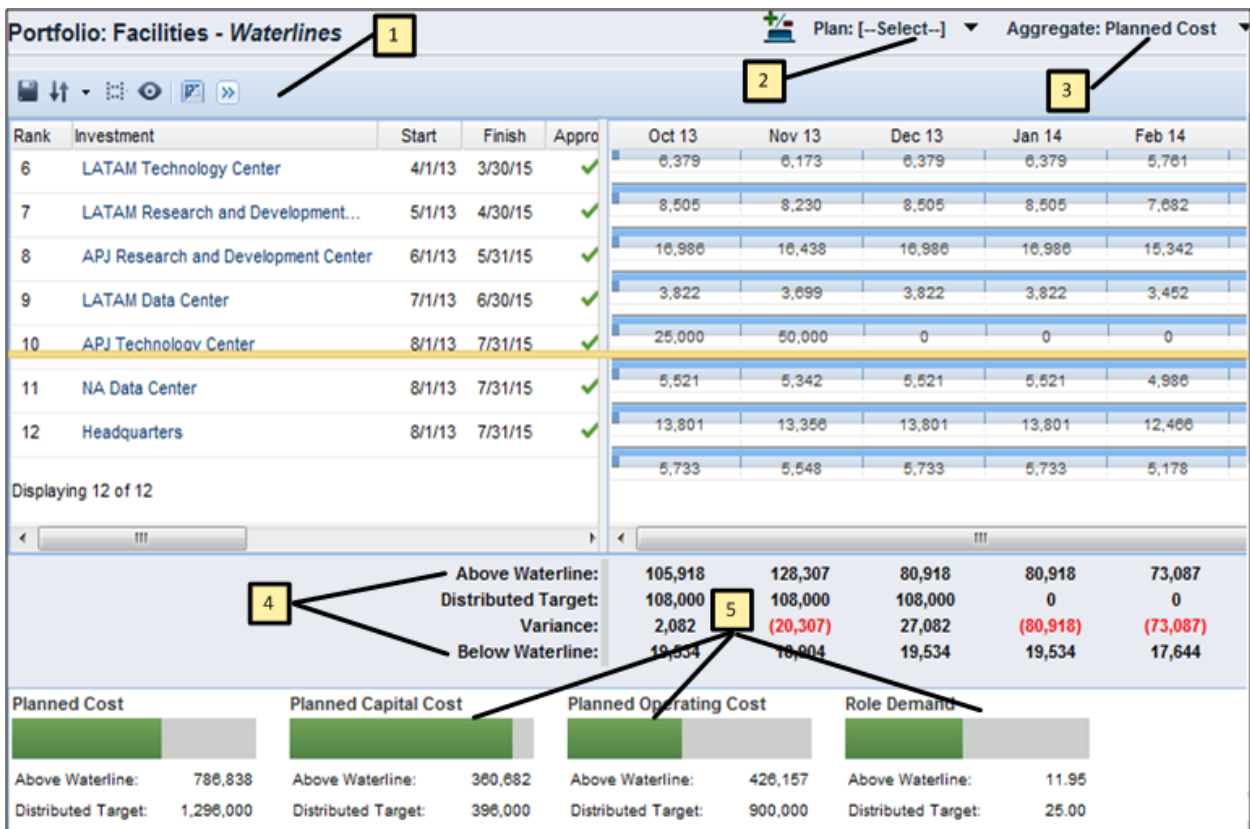 Portfolio: Facilities - Waterlines
1
Plan: [--Select--]
Aggregate: Planned Cost
2
3
Rank Investment Start Finish Appro Oct 13 Nov 13 Dec 13 Jan 14 Feb 14
6 LATAM Technology Center 4/1/13 3/30/15 6,379 6,173 6,379 6,379 5,761
7 LATAM Research and Development... 5/1/13 4/30/15 8,505 8,230 8,505 8,505 7,682
8 APJ Research and Development Center 6/1/13 5/31/15 16,986 16,438 16,986 16,986 15,342
9 LATAM Data Center 7/1/13 6/30/15 3,822 3,699 3,822 3,822 3,452
10 APJ Technology Center 8/1/13 7/31/15 25,000 50,000 0 0 0
11 NA Data Center 8/1/13 7/31/15 5,521 5,342 5,521 5,521 4,986
12 Headquarters 8/1/13 7/31/15 13,801 13,356 13,801 13,801 12,466
5,733 5,548 5,733 5,733 5,178
Displaying 12 of 12
4
5
Above Waterline: 105,918 128,307 80,918 80,918 73,087
Distributed Target: 108,000 108,000 108,000 0 0
Variance: 2,082 (20,307) 27,082 (80,918) (73,087)
Below Waterline: 19,534 18,904 19,534 19,534 17,644
Planned Cost Planned Capital Cost Planned Operating Cost Role Demand
Above Waterline: 786,838 Above Waterline: 360,682 Above Waterline: 426,157 Above Waterline: 11.95
Distributed Target: 1,296,000 Distributed Target: 396,000 Distributed Target: 900,000 Distributed Target: 25.00